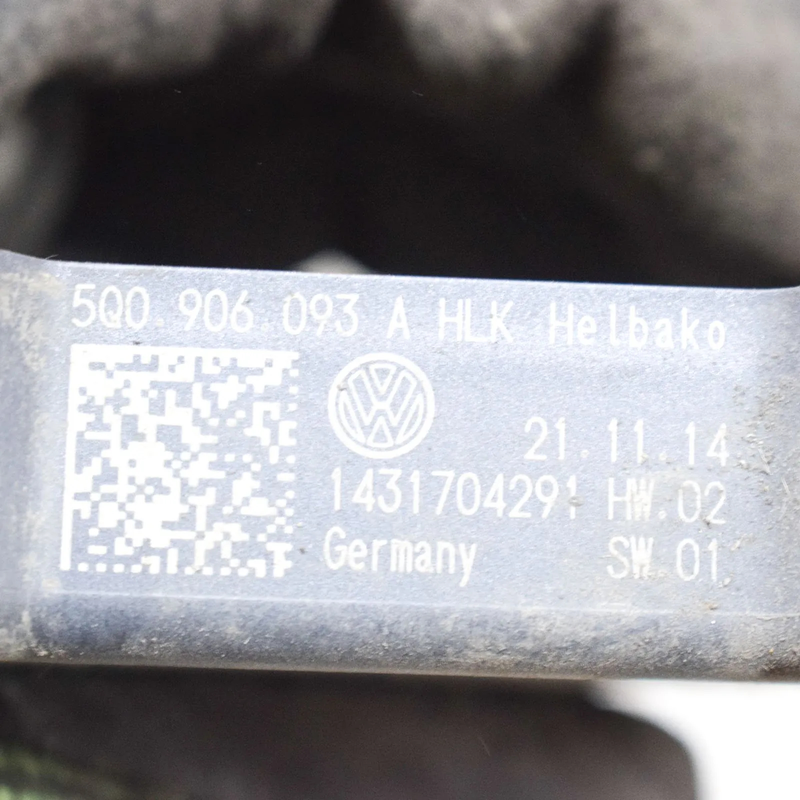 5Q0.906.093 A HLK Helbako
21.11.14
1431704291 HW.02
Germany SW.01